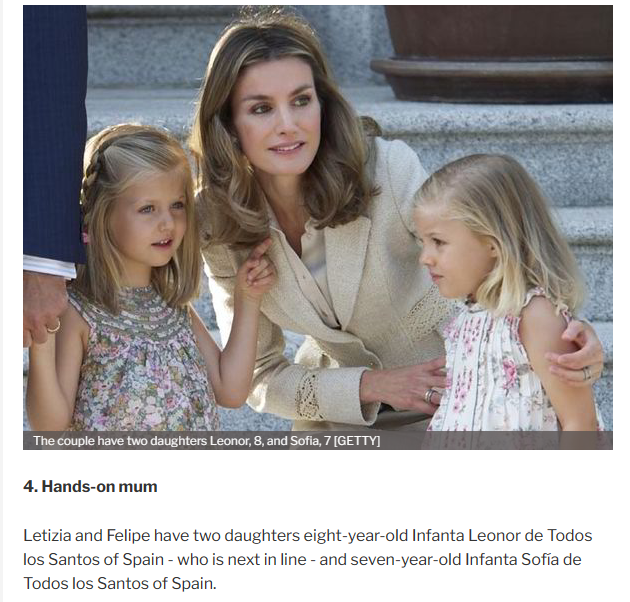 The couple have two daughters Leonor, 8, and Sofia, 7 [GETTY]
4. Hands-on mum
Letizia and Felipe have two daughters eight-year-old Infanta Leonor de Todos
los Santos of Spain - who is next in line - and seven-year-old Infanta Sofía de
Todos los Santos of Spain.